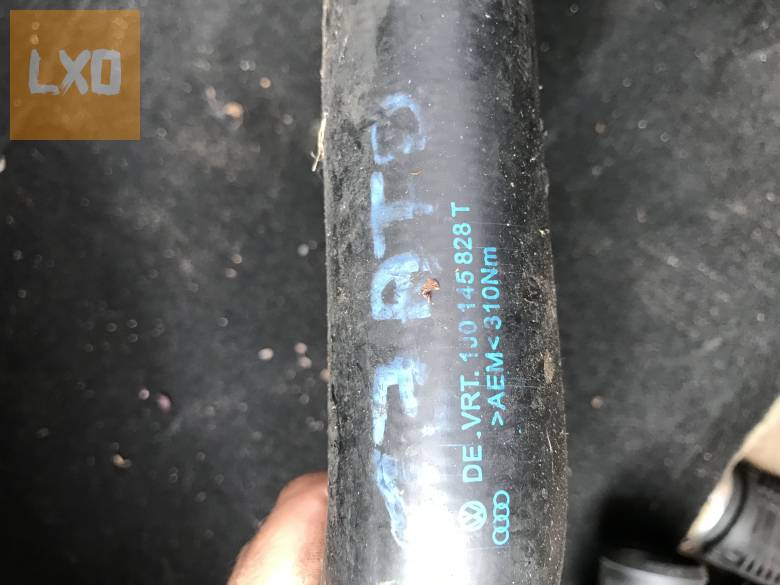 LXO
DE .VRT. 1J0 145 828 T
>AEM< 310Nm